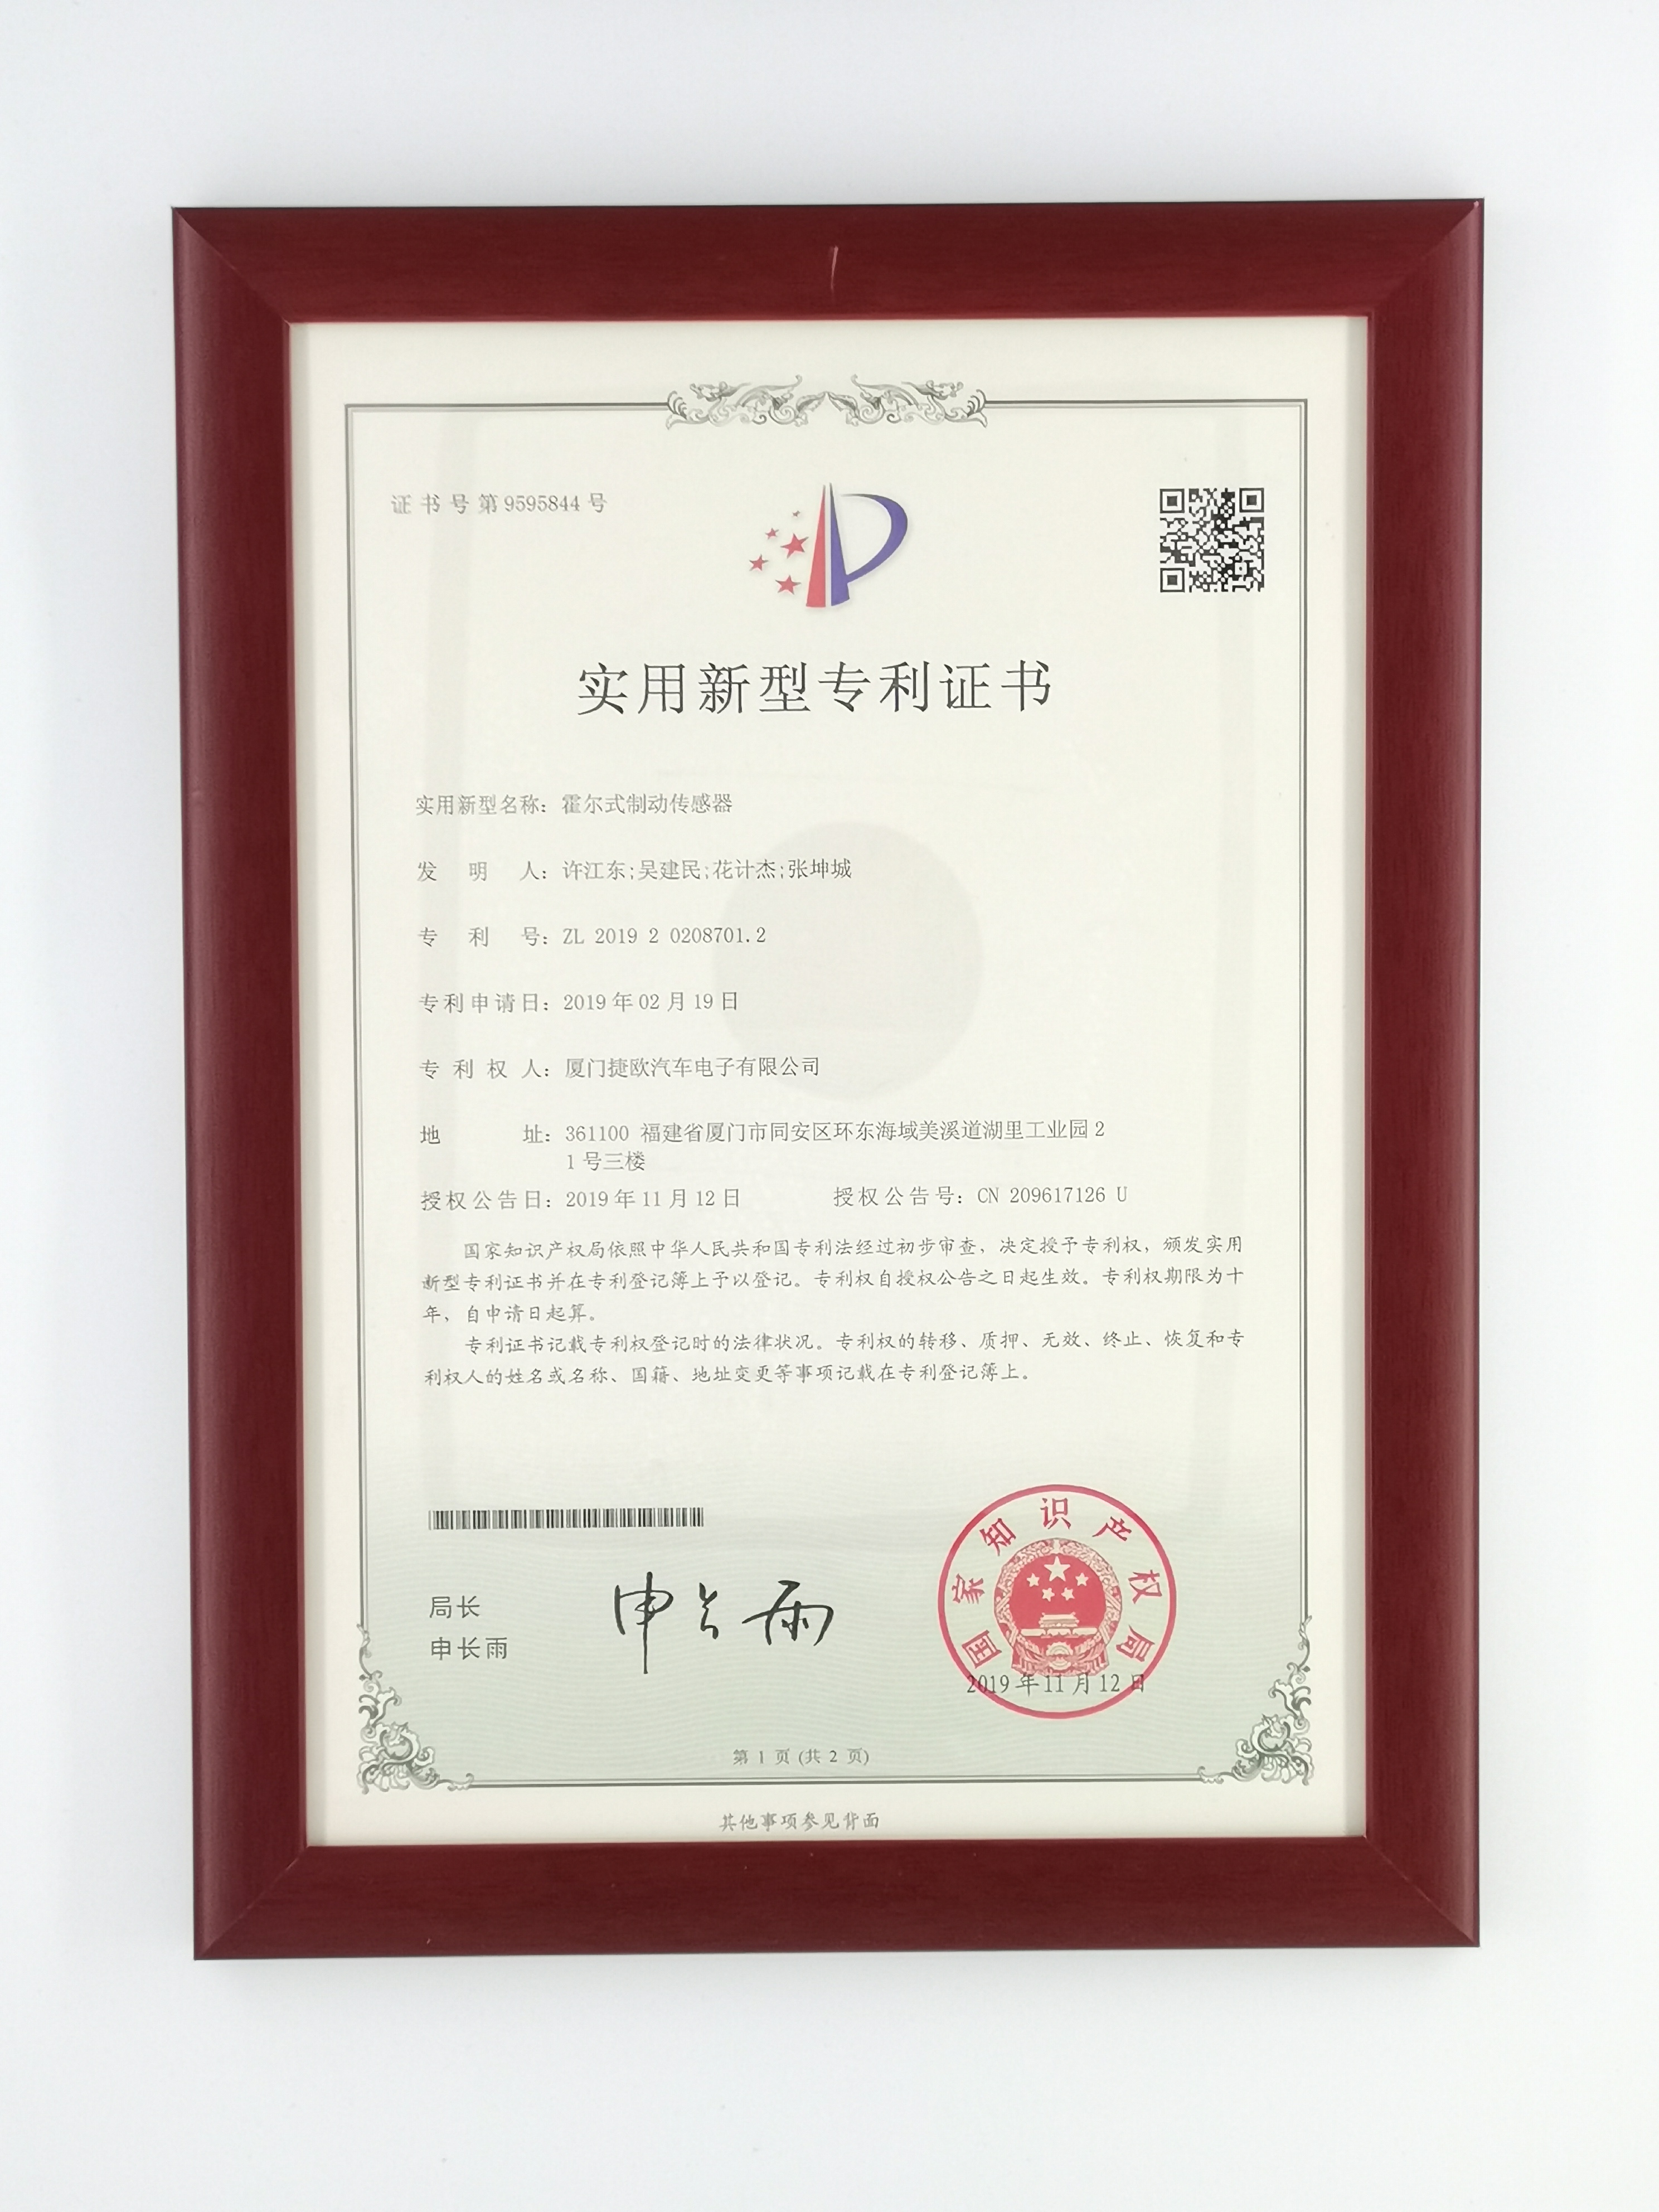 证书号第9595844号
实用新型专利证书
实用新型名称：霍尔式制动传感器
发明人：许江东;吴建民;花计杰;张坤城
专利号：ZL 2019 2 0208701.2
专利申请日：2019年02月19日
专利权人：厦门捷欧汽车电子有限公司
地址：361100 福建省厦门市同安区环东海域美溪道湖里工业园2
1号三楼
授权公告日：2019年11月12日 授权公告号：CN 209617126 U
国家知识产权局依照中华人民共和国专利法经过初步审查，决定授予专利权，颁发实用
新型专利证书并在专利登记簿上予以登记。专利权自授权公告之日起生效。专利权期限为十
年，自申请日起算。
专利证书记载专利权登记时的法律状况。专利权的转移、质押、无效、终止、恢复和专
利权人的姓名或名称、国籍、地址变更等事项记载在专利登记簿上。
局长
申长雨
申长雨
国家知识产权局
2019年11月12日
第 1 页 (共 2 页)
其他事项参见背面